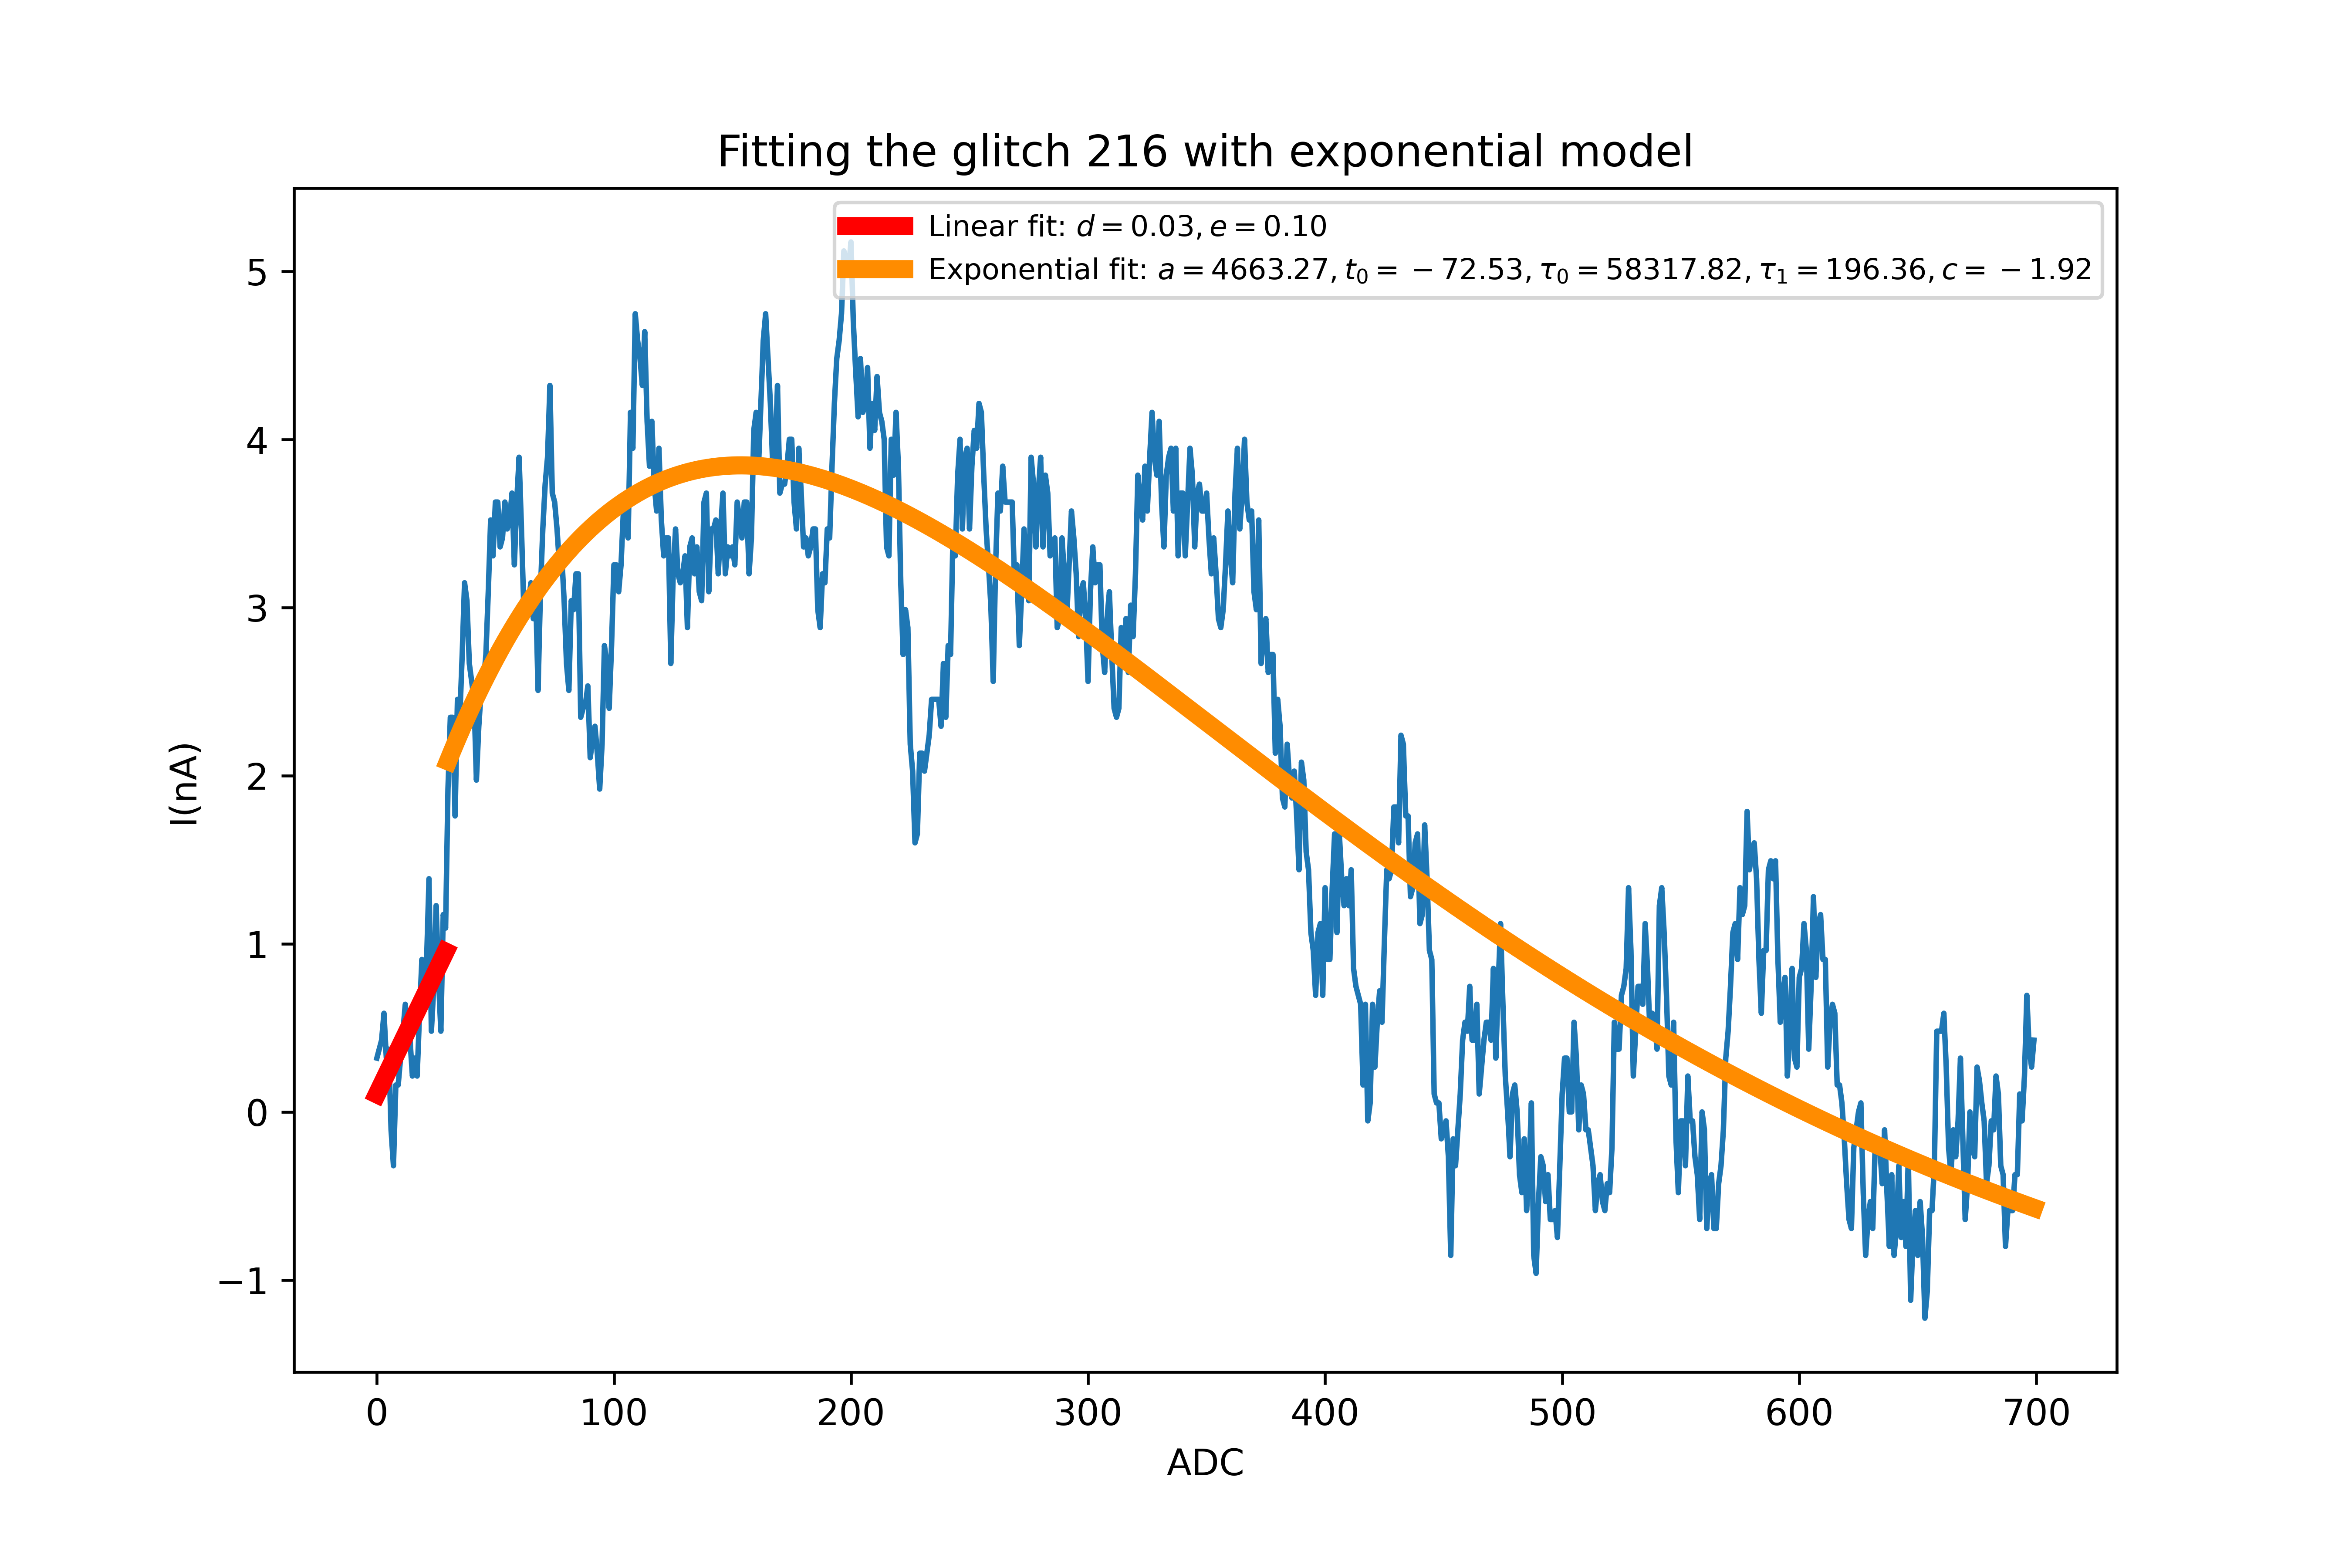 Fitting the glitch 216 with exponential model
Linear fit: d = 0.03, e = 0.10
Exponential fit: a = 4663.27, t₀ = −72.53, τ₀ = 58317.82, τ₁ = 196.36, c = −1.92
5
4
3
2
1
0
−1
I(nA)
0 100 200 300 400 500 600 700
ADC